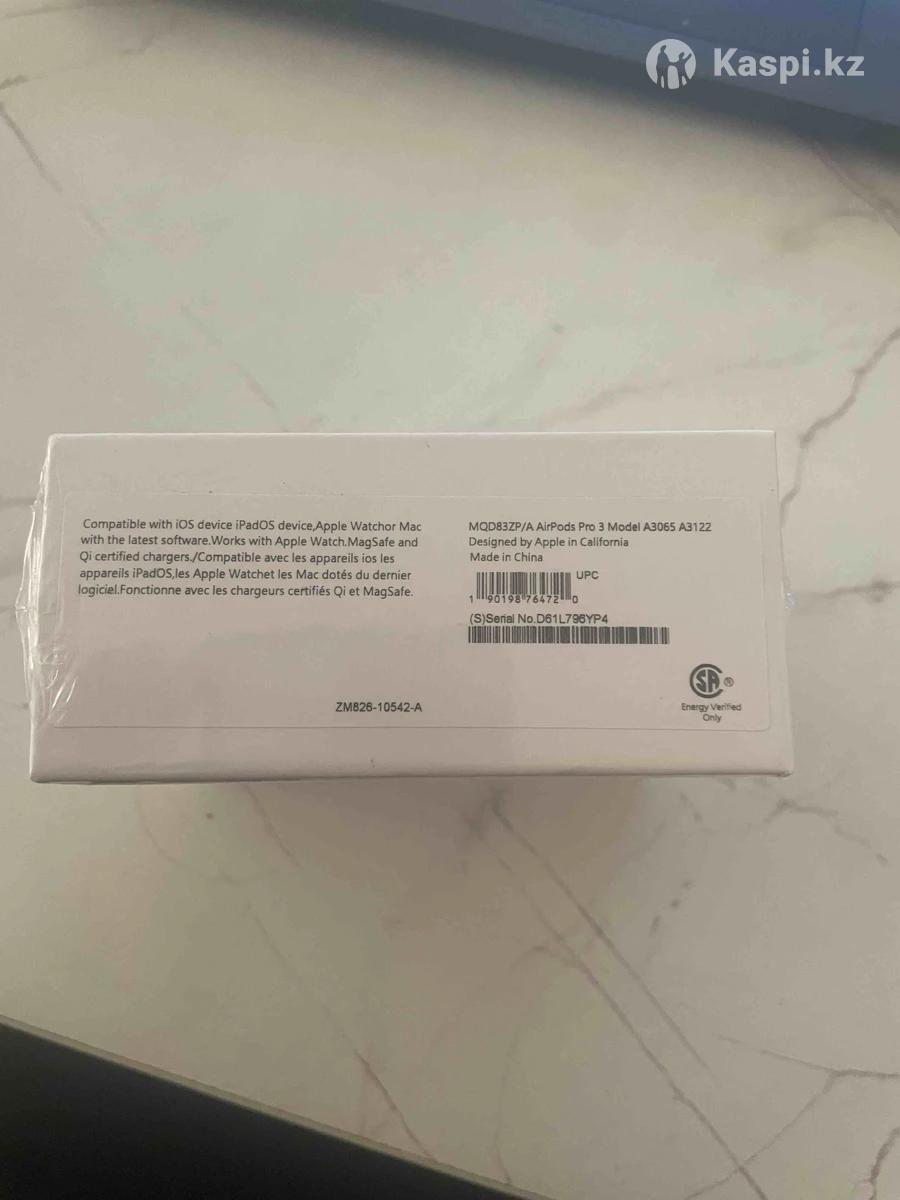 Kaspi.kz
Compatible with iOS device iPadOS device,Apple Watchor Mac
with the latest software.Works with Apple Watch.MagSafe and
Qi certified chargers./Compatible avec les appareils ios les
appareils iPadOS,les Apple Watchet les Mac dotés du dernier
logiciel.Fonctionne avec les chargeurs certifiés Qi et MagSafe.
ZM826-10542-A
MQD83ZP/A AirPods Pro 3 Model A3065 A3122
Designed by Apple in California
Made in China
UPC
1 90198 76472 0
(S)Serial No.D61L796YP4
SA ®
Energy Verified
Only